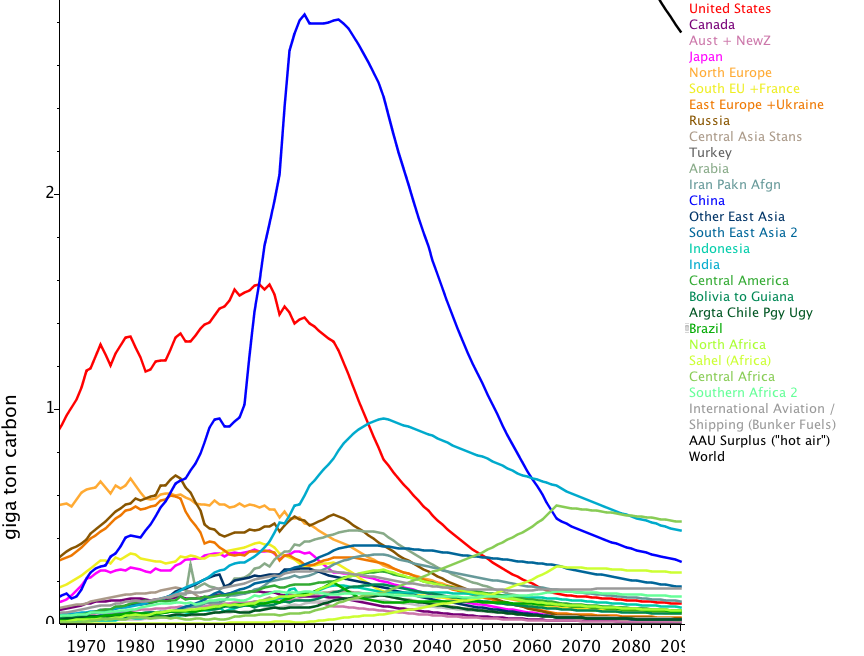 United States
Canada
Aust + NewZ
Japan
North Europe
South EU +France
East Europe +Ukraine
Russia
Central Asia Stans
Turkey
Arabia
Iran Pakn Afgn
China
Other East Asia
South East Asia 2
Indonesia
India
Central America
Bolivia to Guiana
Argta Chile Pgy Ugy
Brazil
North Africa
Sahel (Africa)
Central Africa
Southern Africa 2
International Aviation /
Shipping (Bunker Fuels)
AAU Surplus ("hot air")
World
giga ton carbon
2
1
0
1970 1980 1990 2000 2010 2020 2030 2040 2050 2060 2070 2080 209